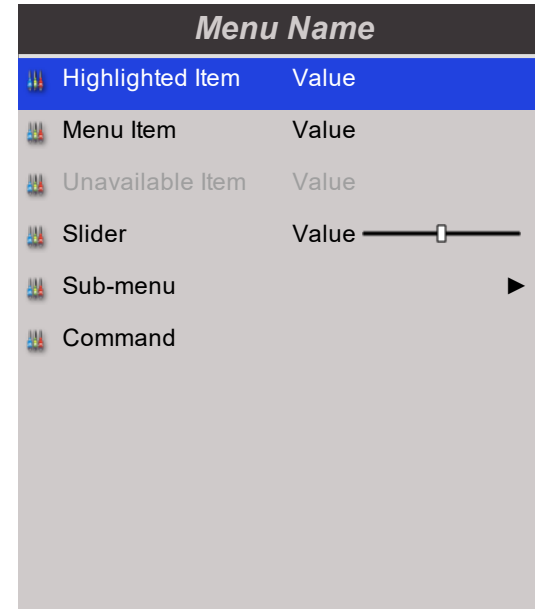 Menu Name
Highlighted Item Value
Menu Item Value
Unavailable Item Value
Slider Value
Sub-menu
Command